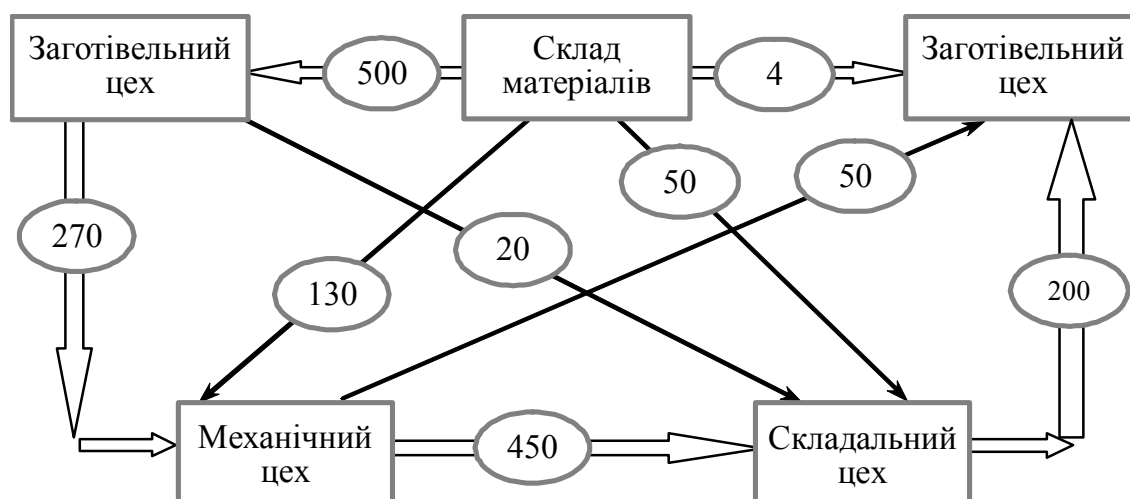 Заготівельний
цех
500
Склад
матеріалів
4
Заготівельний
цех
270
130
20
50
50
200
Механічний
цех
450
Складальний
цех